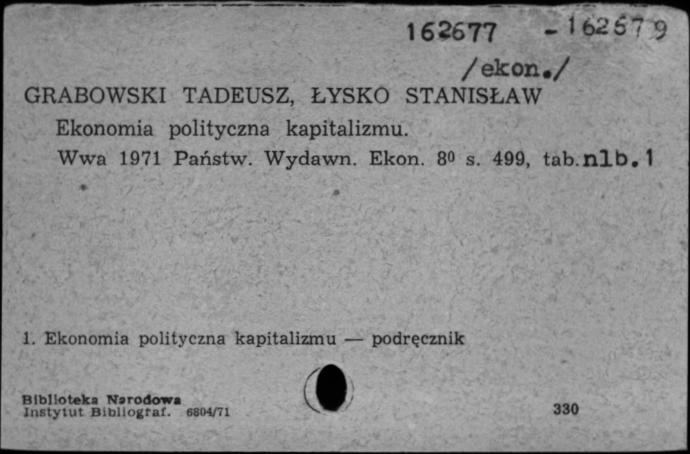 162677 - 162679
/ekon./
GRABOWSKI TADEUSZ, ŁYSKO STANISŁAW
Ekonomia polityczna kapitalizmu.
Wwa 1971 Państw. Wydawn. Ekon. 8⁰ s. 499, tab. nlb. 1
1. Ekonomia polityczna kapitalizmu — podręcznik
Biblioteka Narodowa
Instytut Bibliograf. 6804/71
330